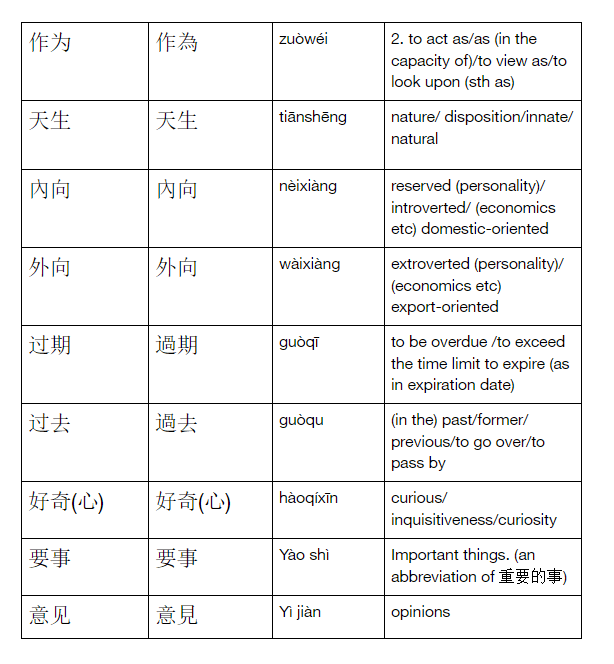 作为 作為 zuòwéi 2. to act as/as (in the
capacity of)/to view as/to
look upon (sth as)
天生 天生 tiānshēng nature/ disposition/innate/
natural
內向 內向 nèixiàng reserved (personality)/
introverted/ (economics
etc) domestic-oriented
外向 外向 wàixiàng extroverted (personality)/
(economics etc)
export-oriented
过期 過期 guòqī to be overdue /to exceed
the time limit to expire (as
in expiration date)
过去 過去 guòqu (in the) past/former/
previous/to go over/to
pass by
好奇(心) 好奇(心) hàoqíxīn curious/
inquisitiveness/curiosity
要事 要事 Yào shì Important things. (an
abbreviation of 重要的事)
意见 意見 Yì jiàn opinions